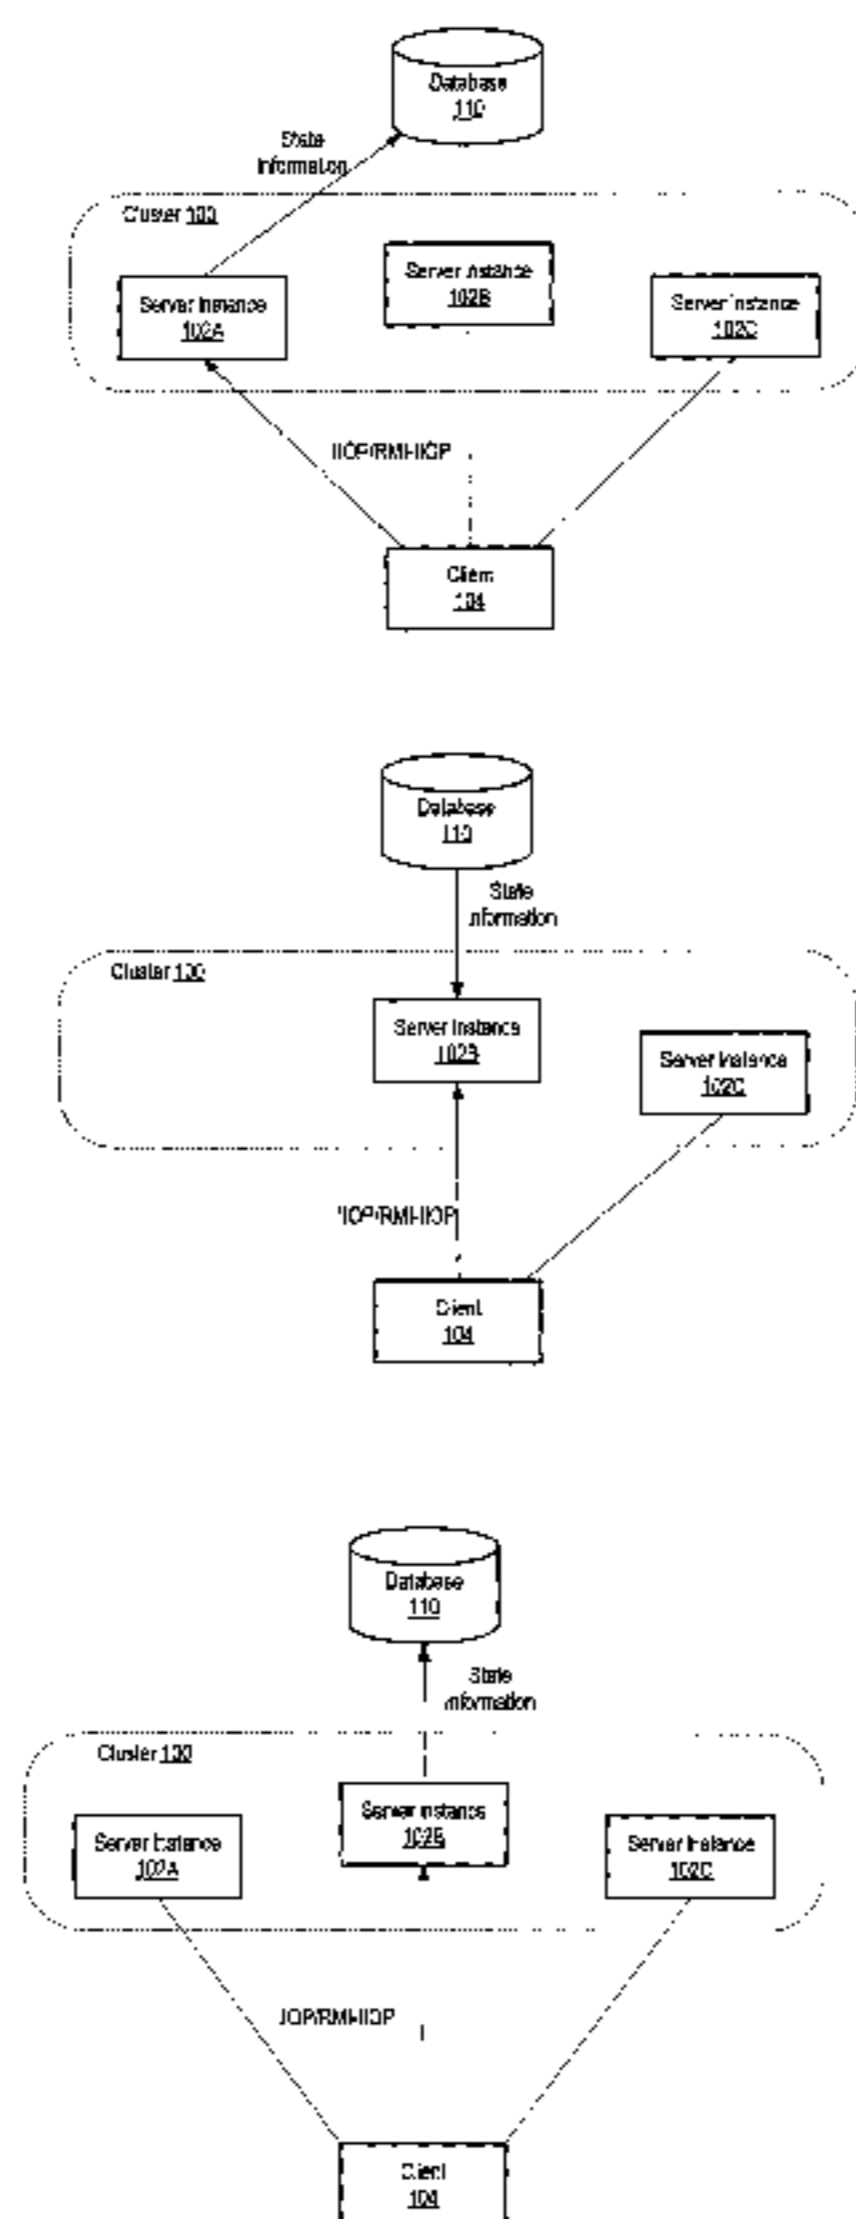 Database
110
State
Information
Cluster 100
Server Instance
102A
Server Instance
102B
Server Instance
102C
IIOP/RMI-IIOP
Client
104
Database
110
State
Information
Cluster 100
Server Instance
102B
Server Instance
102C
IIOP/RMI-IIOP
Client
104
Database
110
State
Information
Cluster 100
Server Instance
102A
Server Instance
102B
Server Instance
102C
IIOP/RMI-IIOP
Client
104